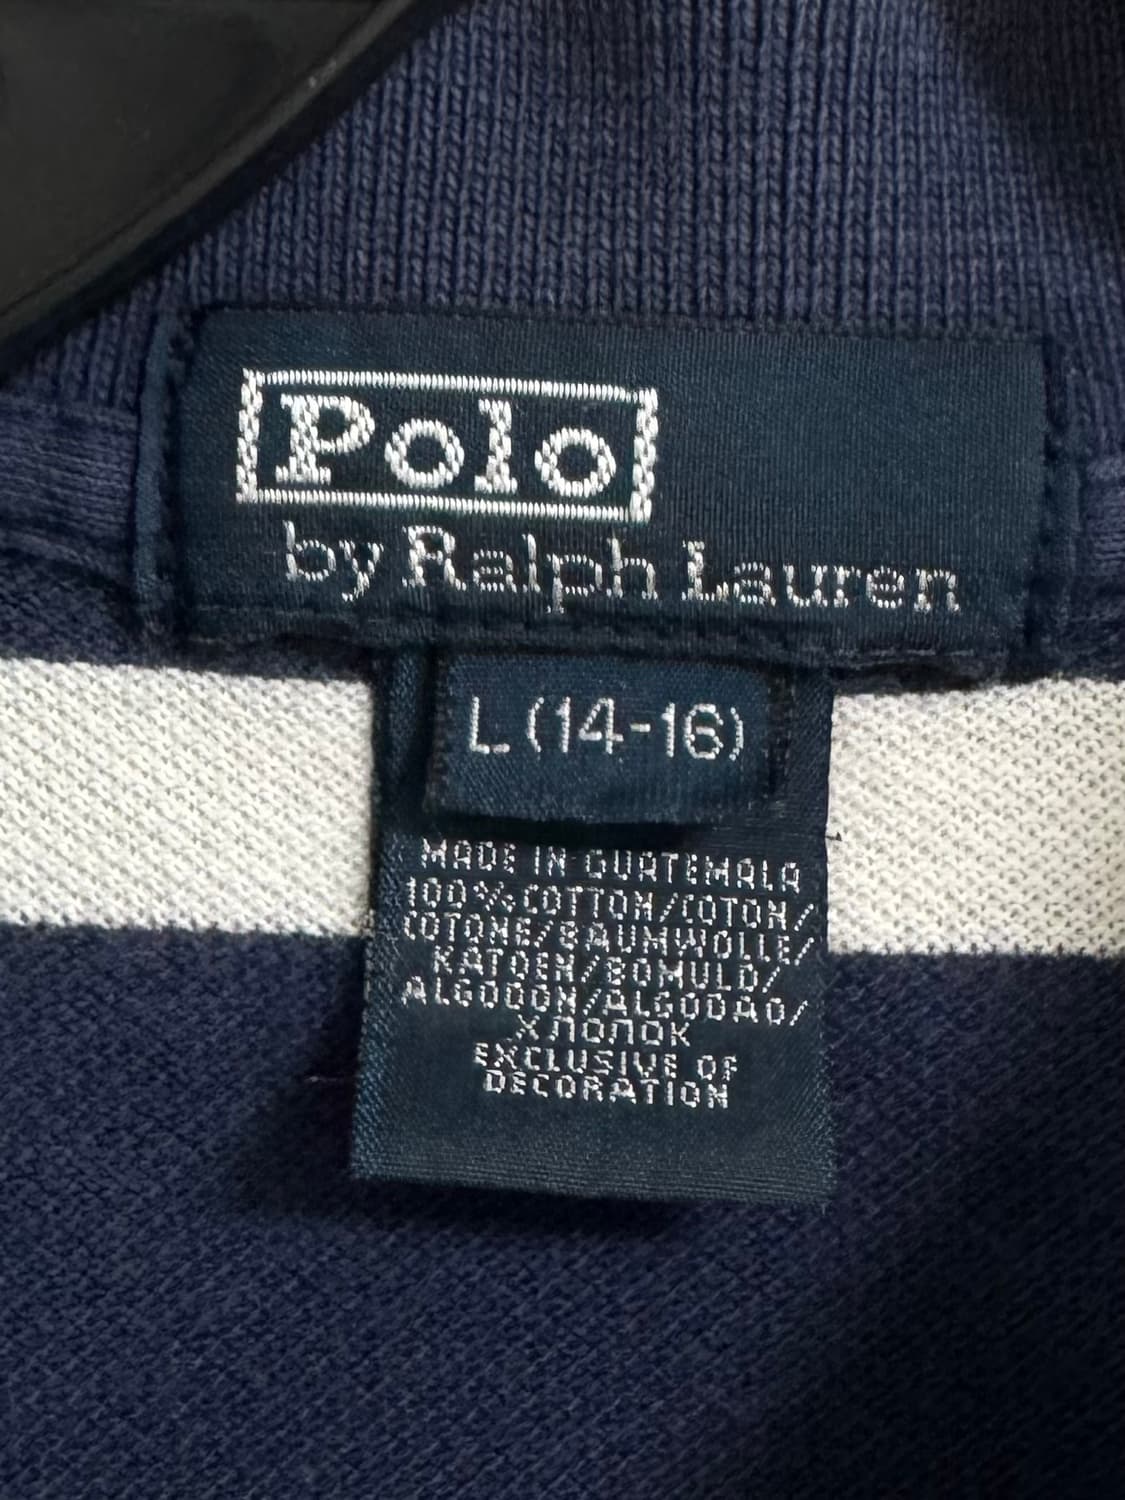 Polo
by Ralph Lauren
L (14-16)
MADE IN GUATEMALA
100%COTTON/COTON/
COTONE/BAUMWOLLE/
KATOEN/BOMULD/
ALGODON/ALGODAO/
ХЛОПОК
EXCLUSIVE OF
DECORATION